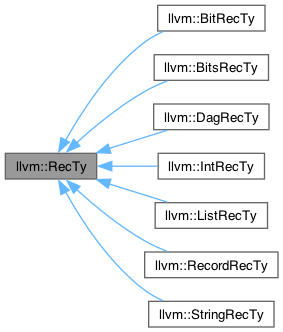 llvm::BitRecTy
llvm::BitsRecTy
llvm::DagRecTy
llvm::RecTy
llvm::IntRecTy
llvm::ListRecTy
llvm::RecordRecTy
llvm::StringRecTy